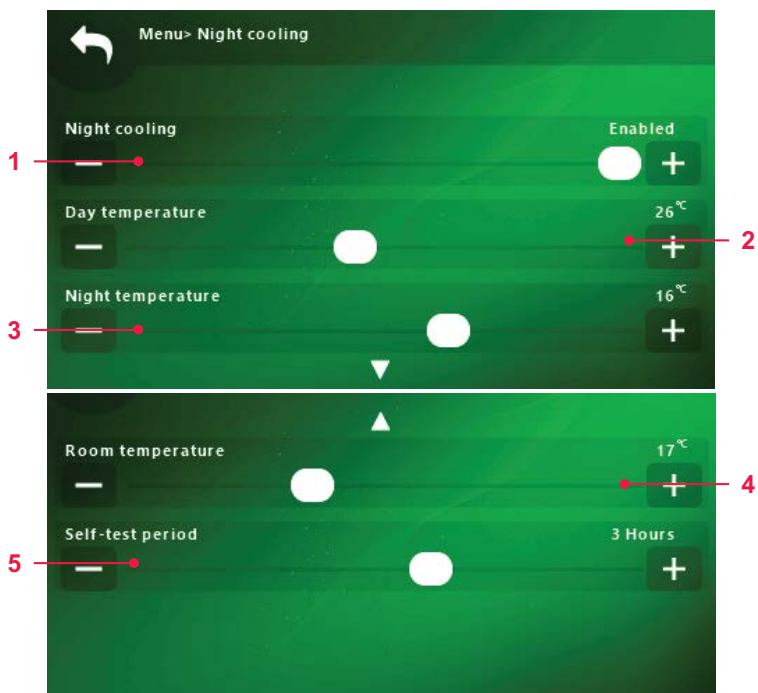 Menu> Night cooling
Night cooling Enabled
1
Day temperature 26℃
2
Night temperature 16℃
3
Room temperature 17℃
4
Self-test period 3 Hours
5